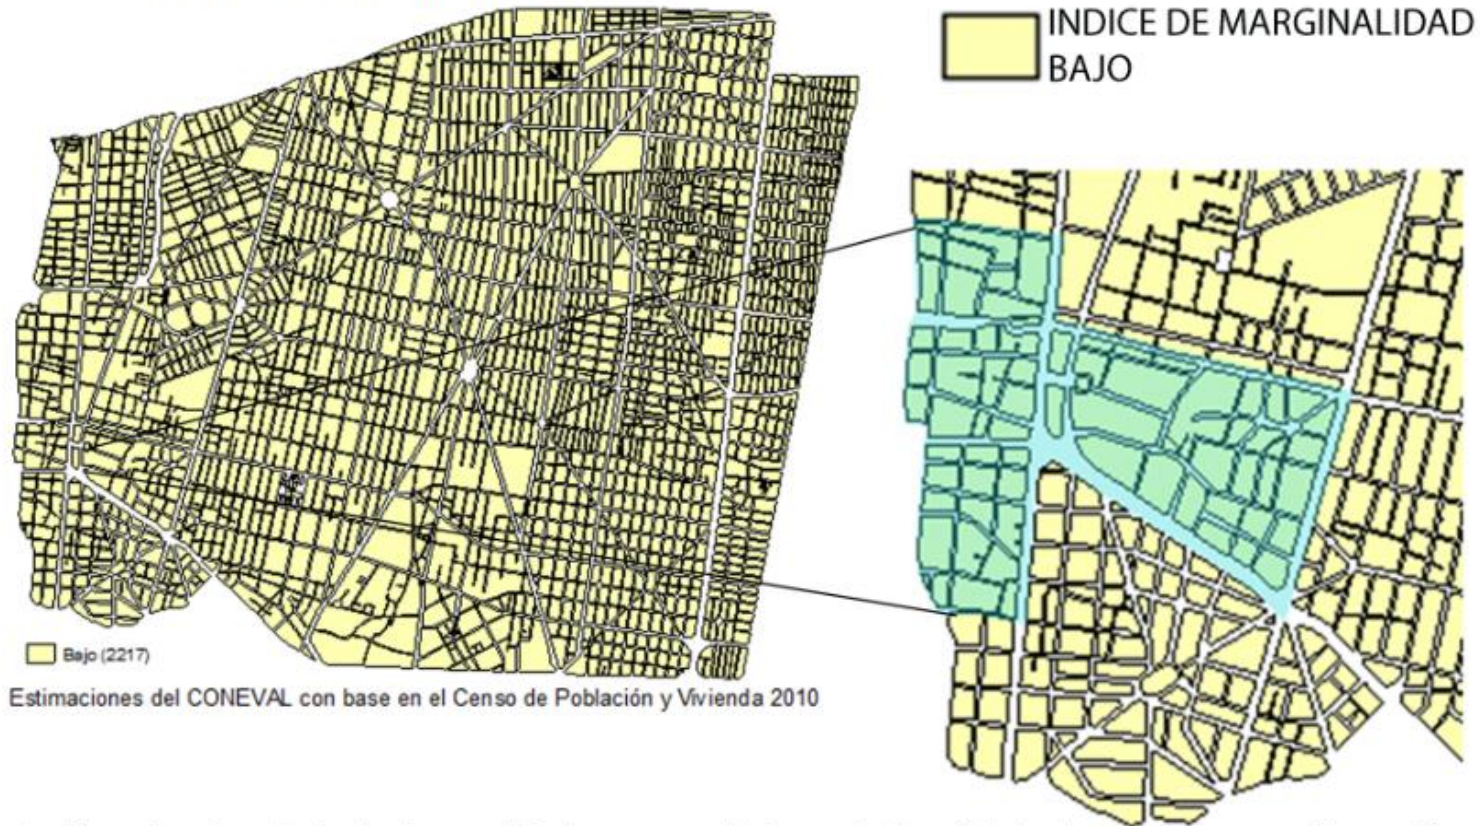 INDICE DE MARGINALIDAD
BAJO
Bajo (2217)
Estimaciones del CONEVAL con base en el Censo de Población y Vivienda 2010